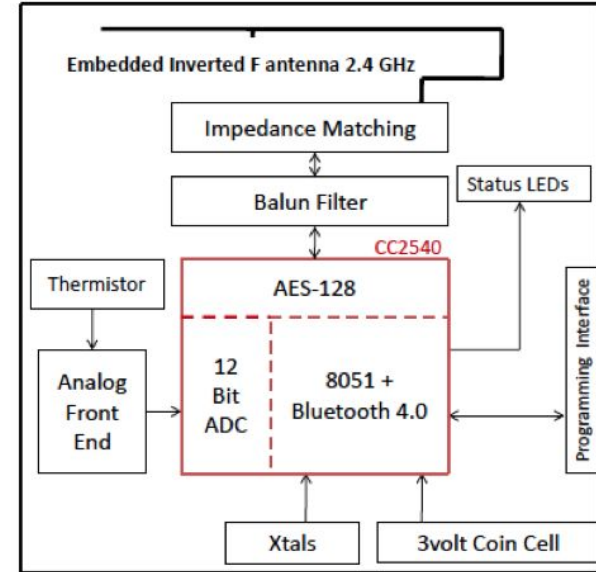 Embedded Inverted F antenna 2.4 GHz
Impedance Matching
Balun Filter
Status LEDs
CC2540
Thermistor
AES-128
Analog
Front
End
12
Bit
ADC
8051 +
Bluetooth 4.0
Programming Interface
Xtals
3volt Coin Cell